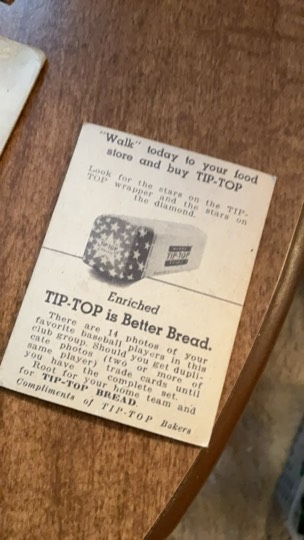 "Walk" today to your food
store and buy TIP-TOP
Look for the stars on the TIP-
TOP wrapper and the stars on
the diamond.
TIP-TOP
TIP-TOP
Enriched
TIP-TOP is Better Bread.
There are 14 photos of your
favorite baseball players in this
club group. Should you get dupli-
cate photos (two or more of
same player) trade cards until
you have the complete set.
Root for your home team and
for TIP-TOP BREAD.
Compliments of TIP-TOP Bakers